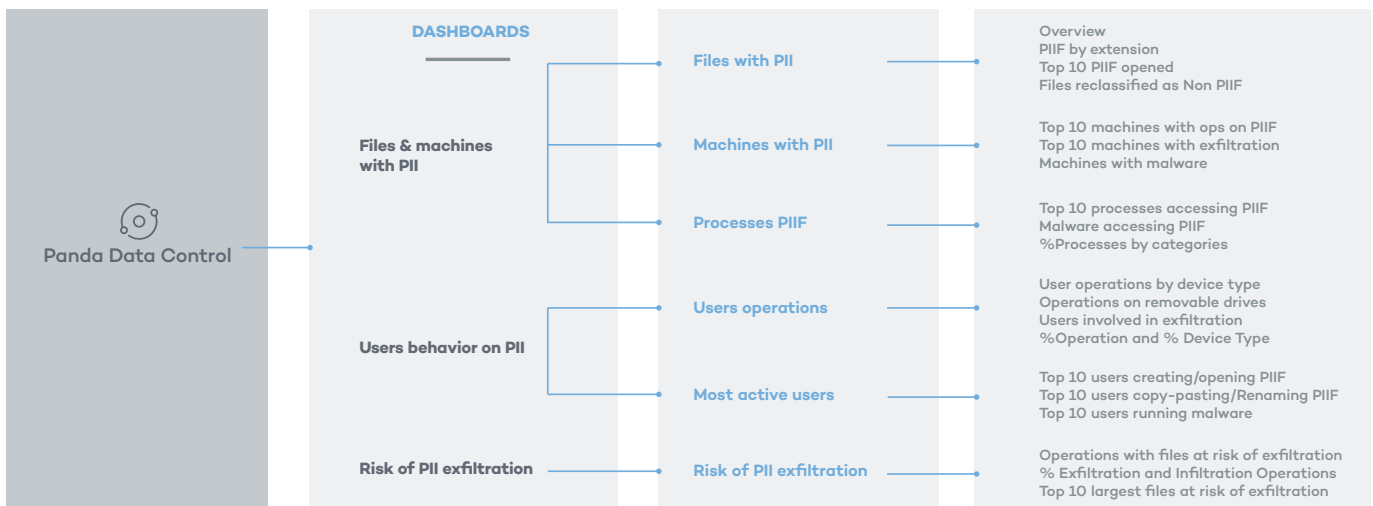 Panda Data Control
DASHBOARDS
Files & machines
with PII
Users behavior on PII
Risk of PII exfiltration
Files with PII
Machines with PII
Processes PIIF
Users operations
Most active users
Risk of PII exfiltration
Overview
PIIF by extension
Top 10 PIIF opened
Files reclassified as Non PIIF
Top 10 machines with ops on PIIF
Top 10 machines with exfiltration
Machines with malware
Top 10 processes accessing PIIF
Malware accessing PIIF
%Processes by categories
User operations by device type
Operations on removable drives
Users involved in exfiltration
%Operation and % Device Type
Top 10 users creating/opening PIIF
Top 10 users copy-pasting/Renaming PIIF
Top 10 users running malware
Operations with files at risk of exfiltration
% Exfiltration and Infiltration Operations
Top 10 largest files at risk of exfiltration